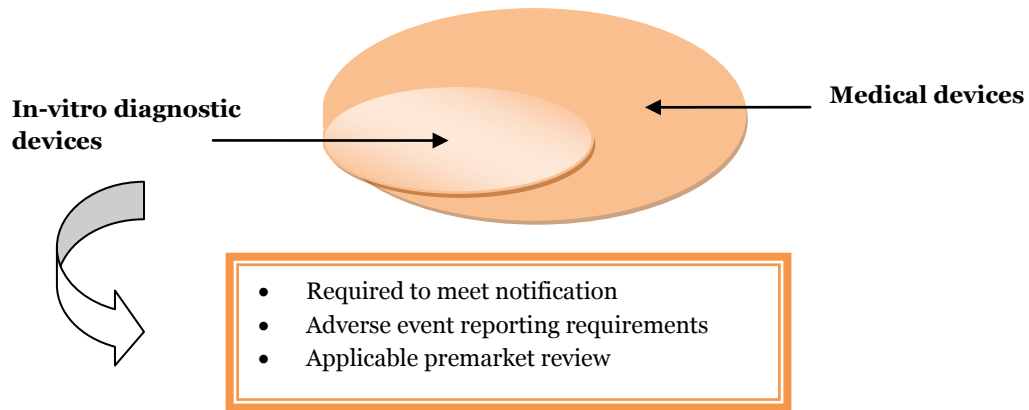 In-vitro diagnostic
devices
Medical devices
• Required to meet notification
• Adverse event reporting requirements
• Applicable premarket review